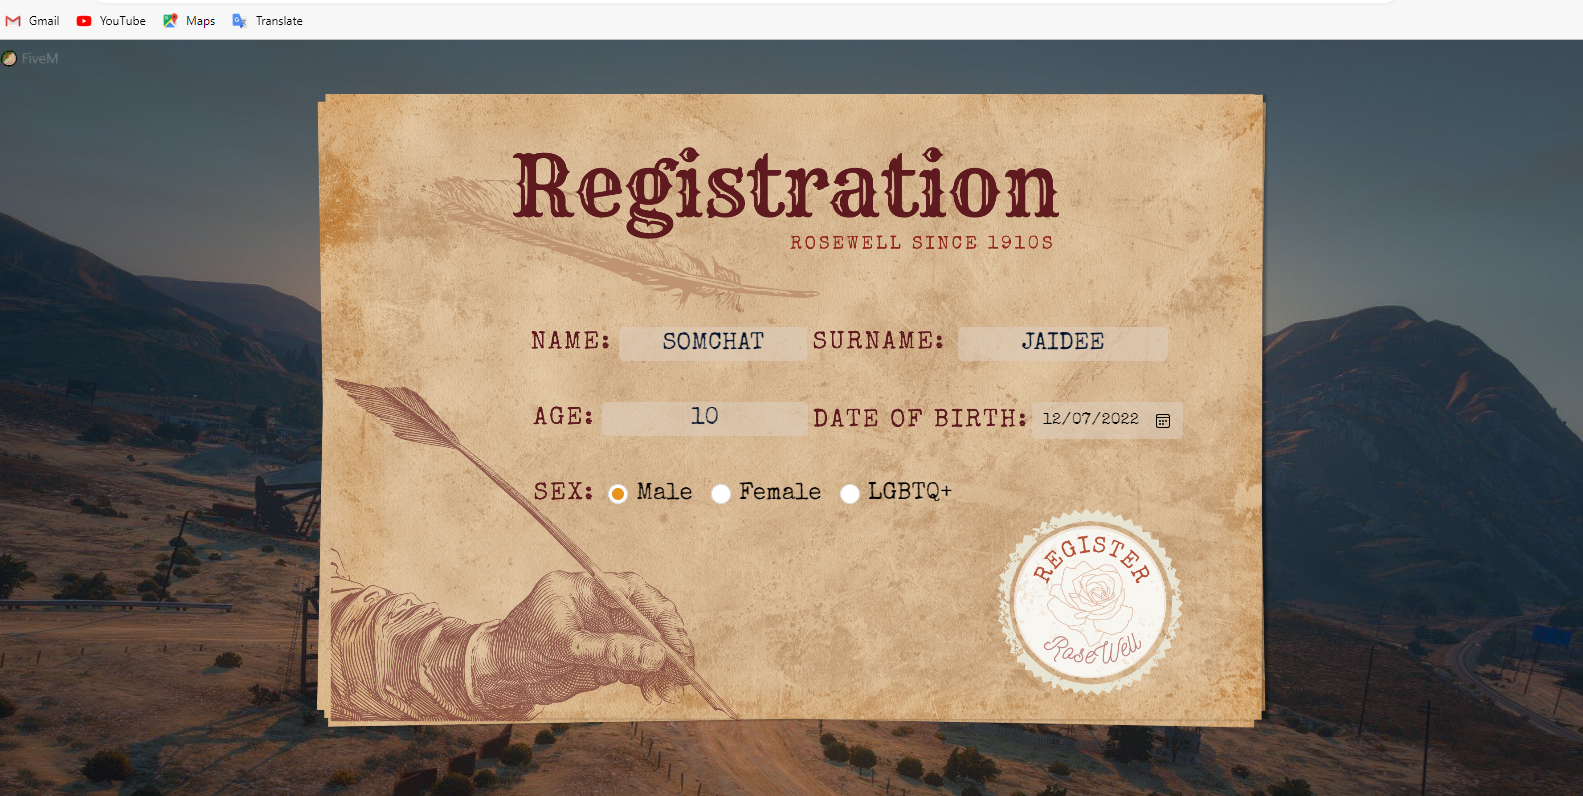 Gmail YouTube Maps Translate
FiveM
Registration
ROSEWELL SINCE 1910S
NAME: SOMCHAT SURNAME: JAIDEE
AGE: 10 DATE OF BIRTH: 12/07/2022
SEX: Male Female LGBTQ+
REGISTER
RoseWell